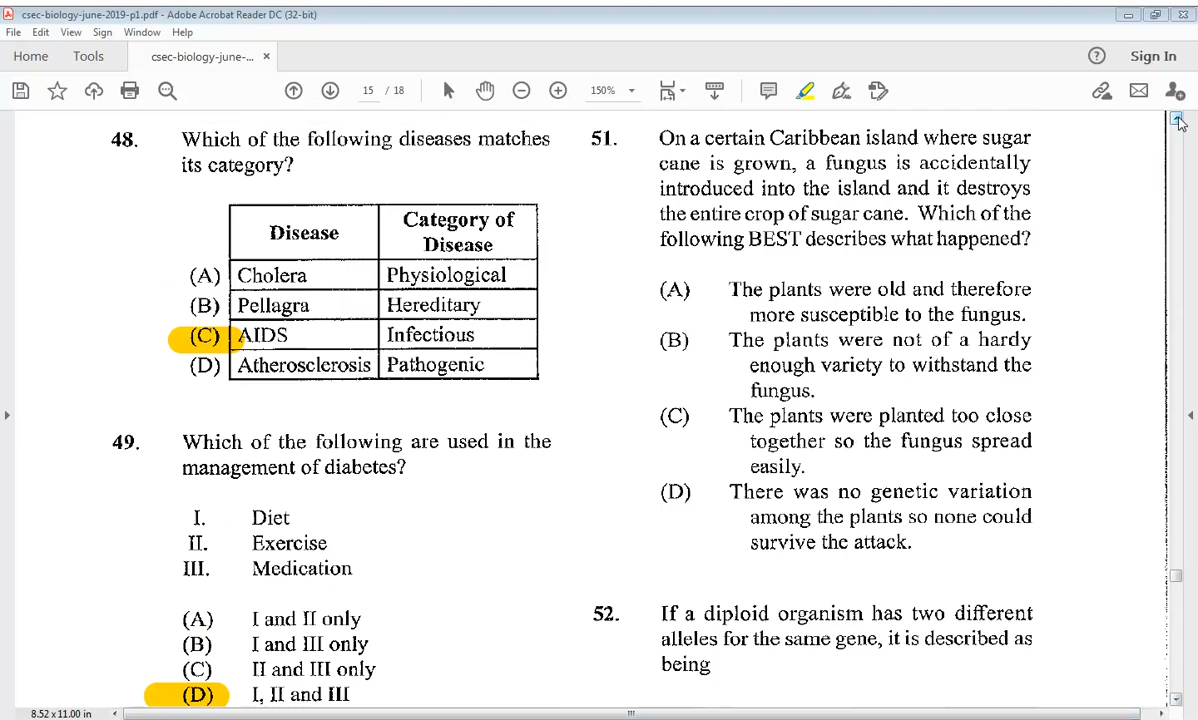 csec-biology-june-2019-p1.pdf - Adobe Acrobat Reader DC (32-bit)
File Edit View Sign Window Help
Home Tools csec-biology-june-... × Sign In
15 / 18 150%
48. Which of the following diseases matches
its category?
Disease Category of
Disease
(A) Cholera Physiological
(B) Pellagra Hereditary
(C) AIDS Infectious
(D) Atherosclerosis Pathogenic
49. Which of the following are used in the
management of diabetes?
I. Diet
II. Exercise
III. Medication
(A) I and II only
(B) I and III only
(C) II and III only
(D) I, II and III
51. On a certain Caribbean island where sugar
cane is grown, a fungus is accidentally
introduced into the island and it destroys
the entire crop of sugar cane. Which of the
following BEST describes what happened?
(A) The plants were old and therefore
more susceptible to the fungus.
(B) The plants were not of a hardy
enough variety to withstand the
fungus.
(C) The plants were planted too close
together so the fungus spread
easily.
(D) There was no genetic variation
among the plants so none could
survive the attack.
52. If a diploid organism has two different
alleles for the same gene, it is described as
being
8.52 x 11.00 in